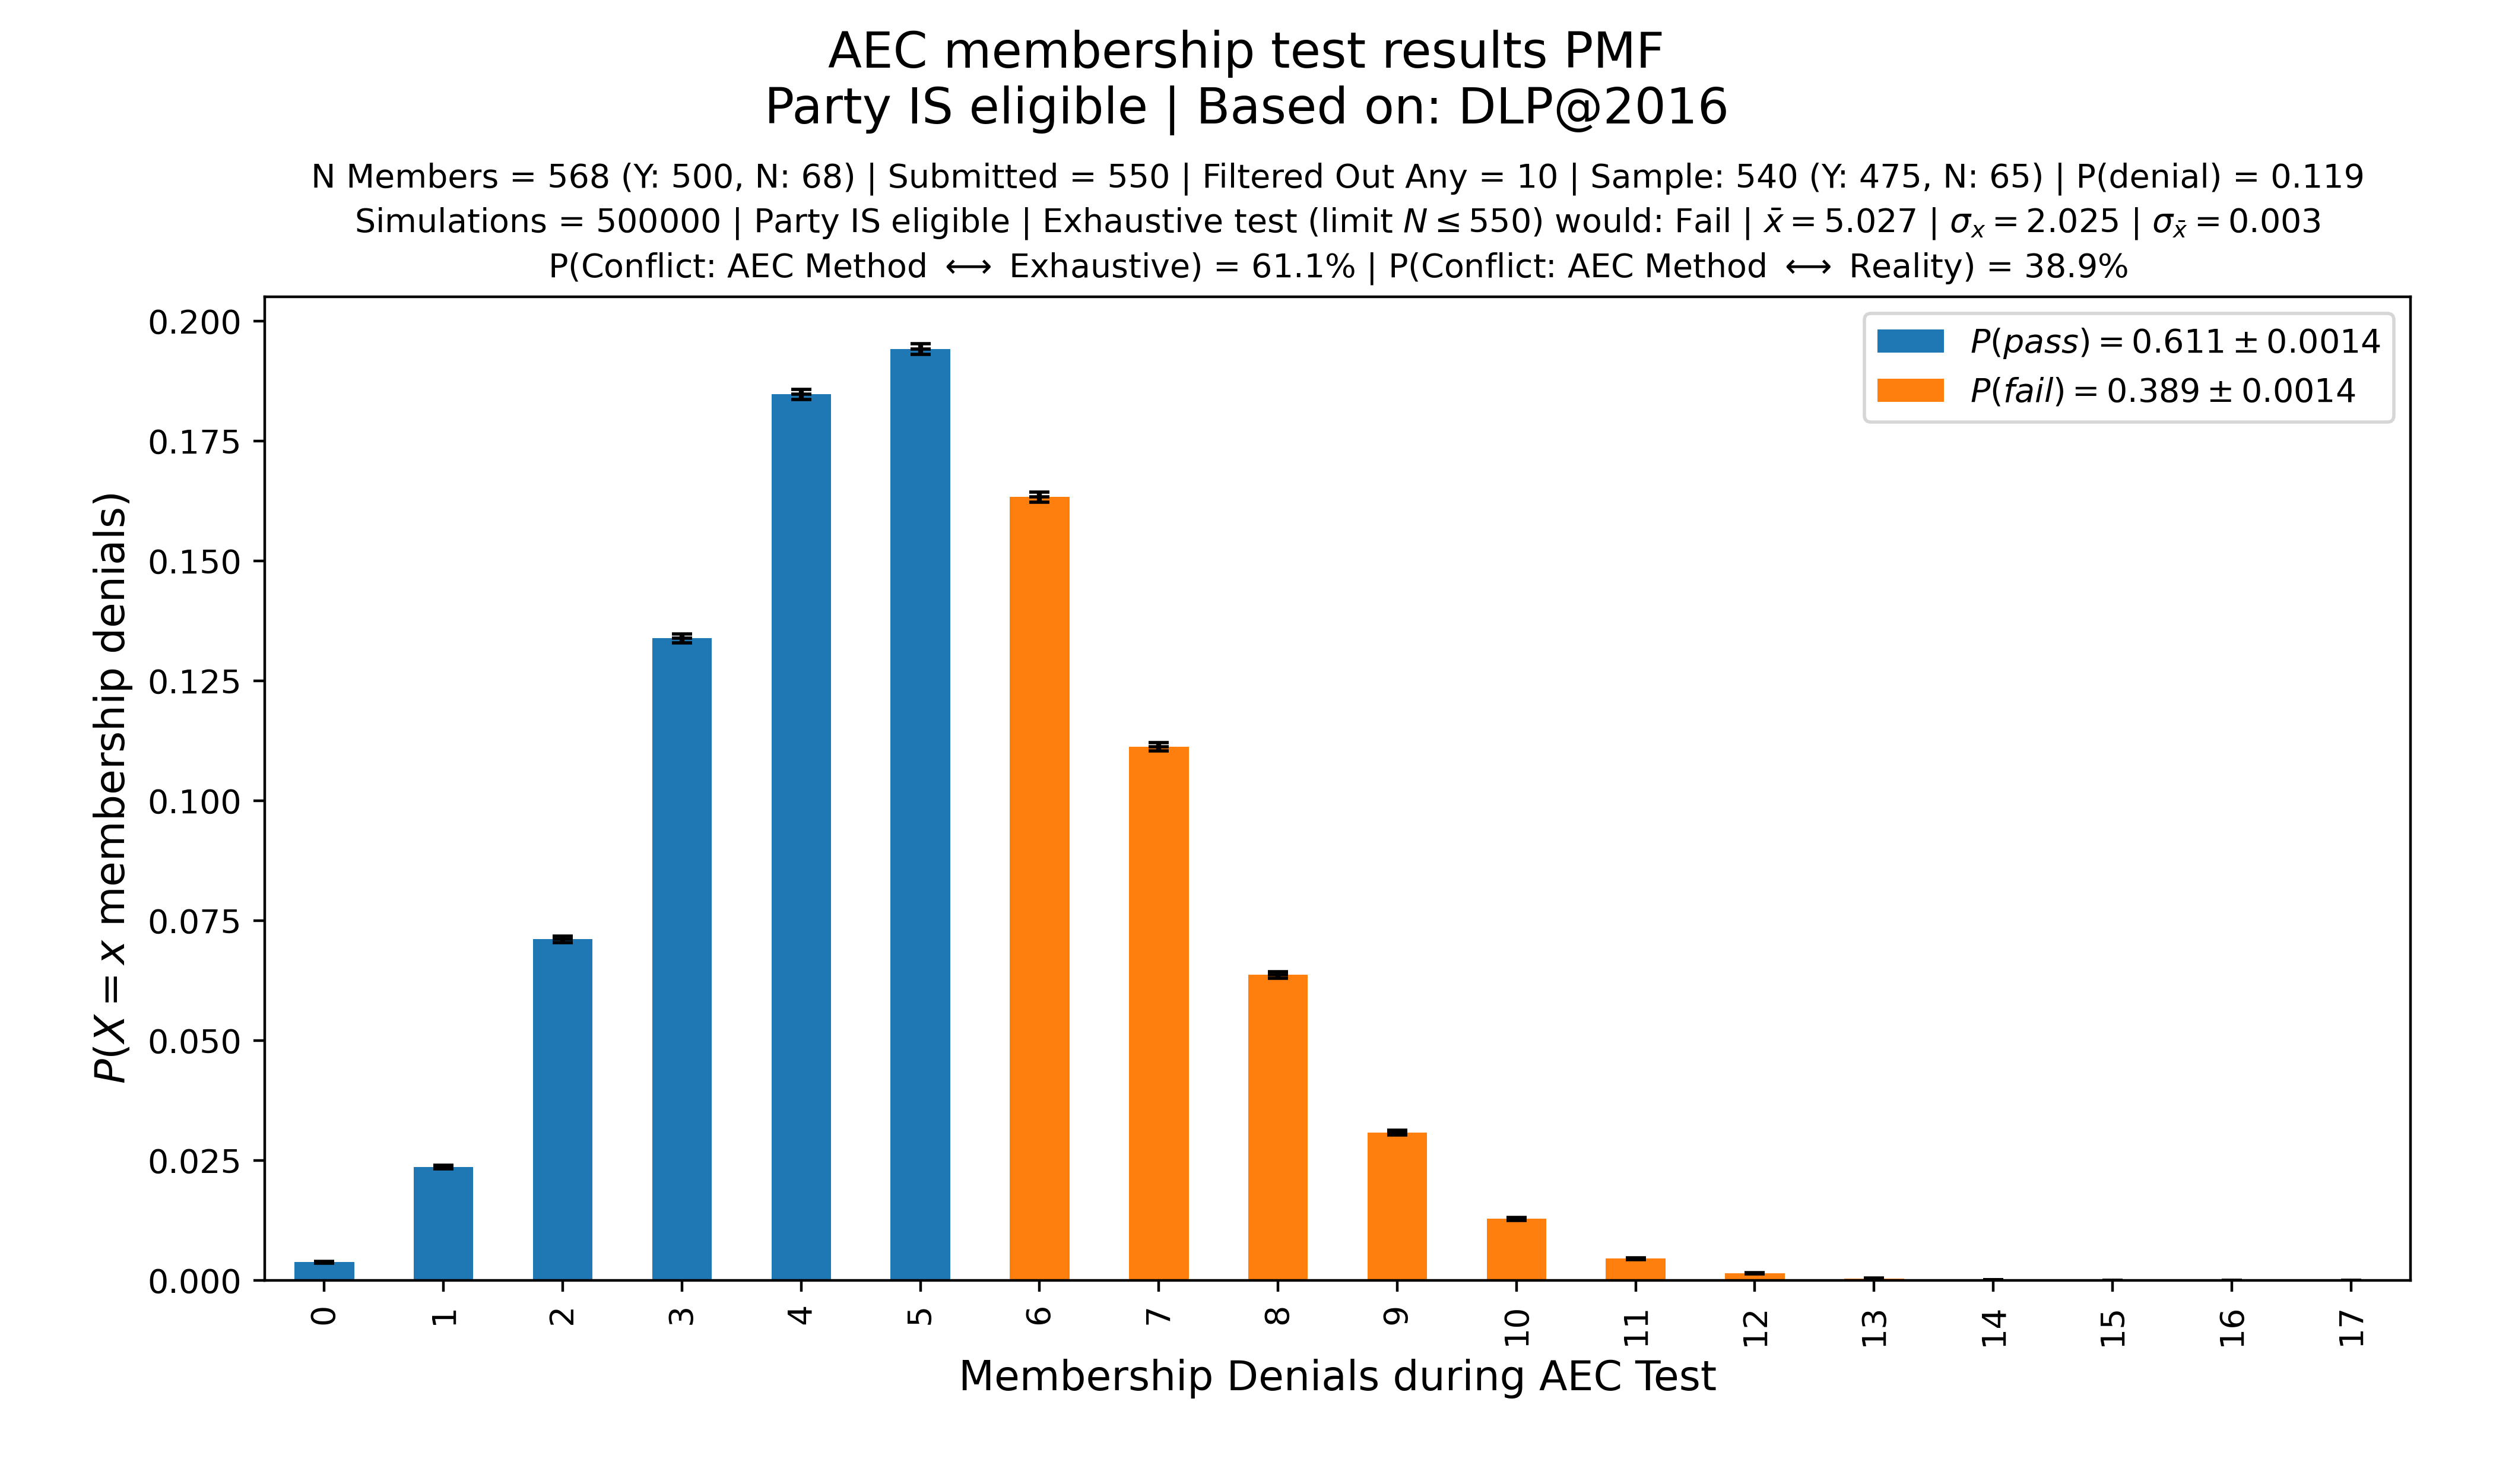 AEC membership test results PMF
Party IS eligible | Based on: DLP@2016
N Members = 568 (Y: 500, N: 68) | Submitted = 550 | Filtered Out Any = 10 | Sample: 540 (Y: 475, N: 65) | P(denial) = 0.119
Simulations = 500000 | Party IS eligible | Exhaustive test (limit N ≤ 550) would: Fail | x̄ = 5.027 | σₓ = 2.025 | σ_x̄ = 0.003
P(Conflict: AEC Method ⟷ Exhaustive) = 61.1% | P(Conflict: AEC Method ⟷ Reality) = 38.9%
P(pass) = 0.611 ± 0.0014
P(fail) = 0.389 ± 0.0014
P(X = x membership denials)
0.200
0.175
0.150
0.125
0.100
0.075
0.050
0.025
0.000
0 1 2 3 4 5 6 7 8 9 10 11 12 13 14 15 16 17
Membership Denials during AEC Test